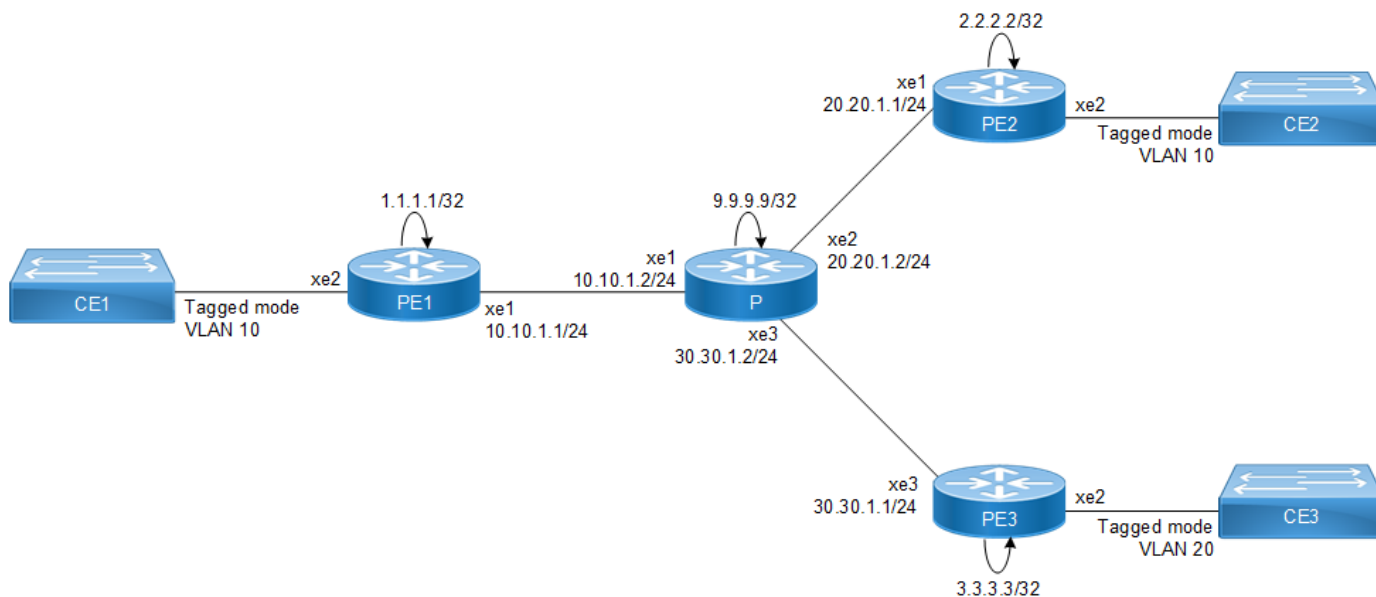 2.2.2.2/32
xe1
20.20.1.1/24
PE2
xe2
Tagged mode
VLAN 10
CE2
1.1.1.1/32
9.9.9.9/32
CE1
xe2
Tagged mode
VLAN 10
PE1
xe1
10.10.1.1/24
xe1
10.10.1.2/24
P
xe2
20.20.1.2/24
xe3
30.30.1.2/24
xe3
30.30.1.1/24
PE3
xe2
Tagged mode
VLAN 20
CE3
3.3.3.3/32